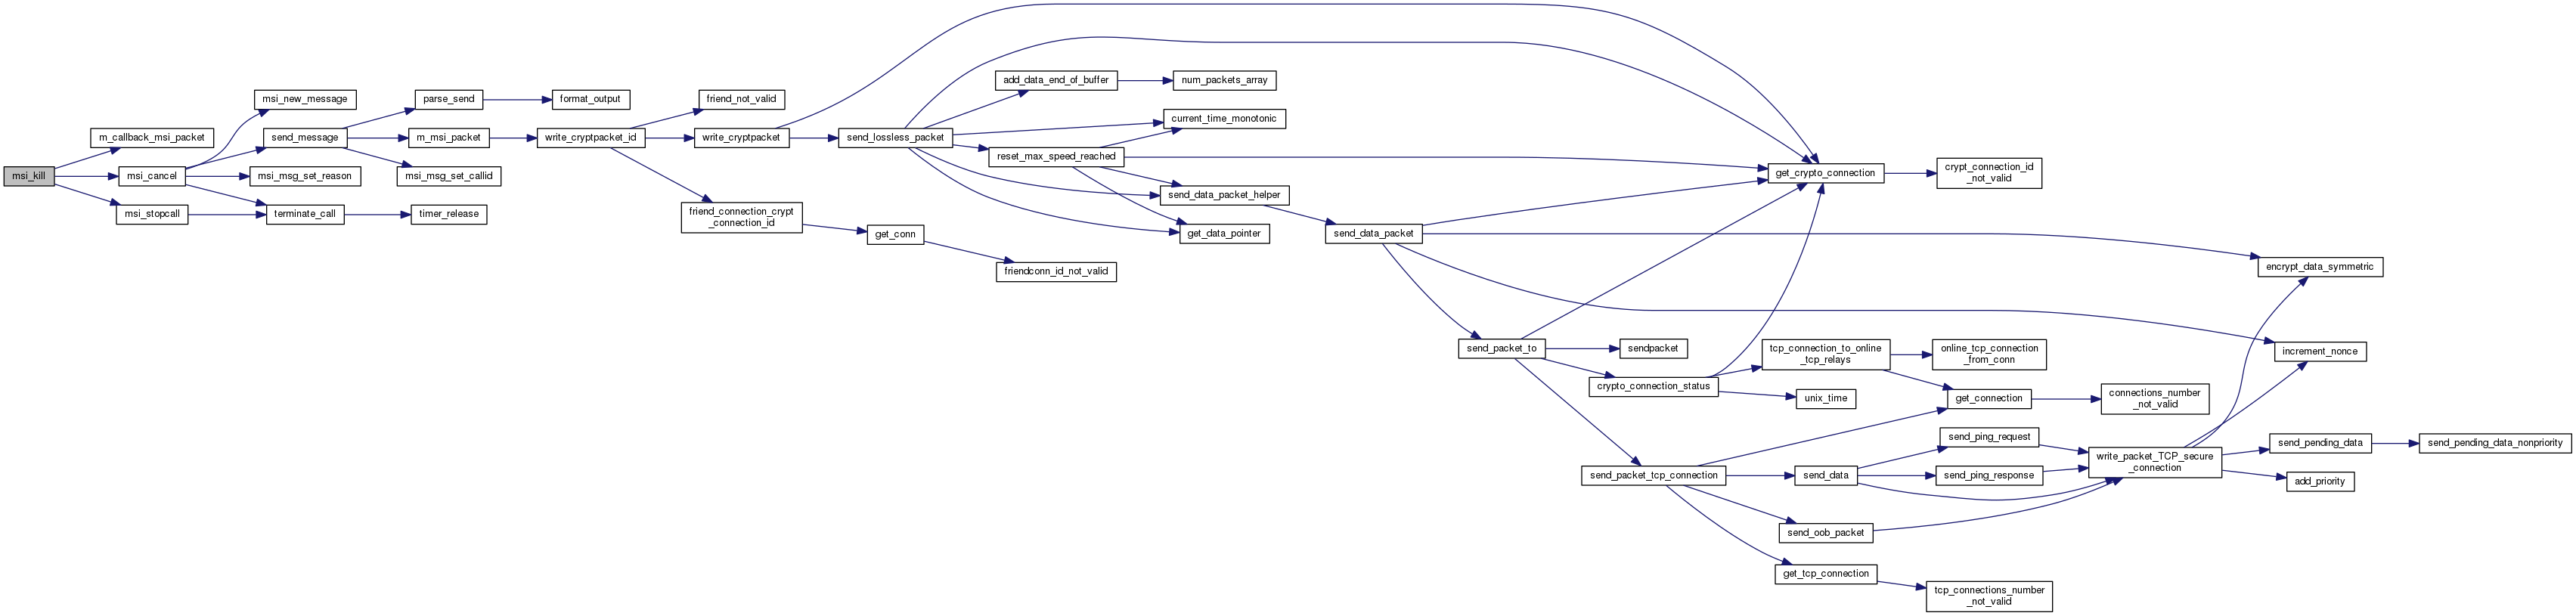 msi_kill
m_callback_msi_packet
msi_cancel
msi_stopcall
msi_new_message
send_message
msi_msg_set_reason
terminate_call
parse_send
m_msi_packet
msi_msg_set_callid
timer_release
format_output
write_cryptpacket_id
friend_not_valid
write_cryptpacket
friend_connection_crypt
_connection_id
send_lossless_packet
get_conn
add_data_end_of_buffer
reset_max_speed_reached
friendconn_id_not_valid
num_packets_array
current_time_monotonic
send_data_packet_helper
get_data_pointer
send_data_packet
send_packet_to
sendpacket
crypto_connection_status
send_packet_tcp_connection
get_crypto_connection
tcp_connection_to_online
_tcp_relays
unix_time
send_data
send_oob_packet
get_tcp_connection
crypt_connection_id
_not_valid
online_tcp_connection
_from_conn
get_connection
send_ping_request
send_ping_response
tcp_connections_number
_not_valid
connections_number
_not_valid
write_packet_TCP_secure
_connection
encrypt_data_symmetric
increment_nonce
send_pending_data
add_priority
send_pending_data_nonpriority